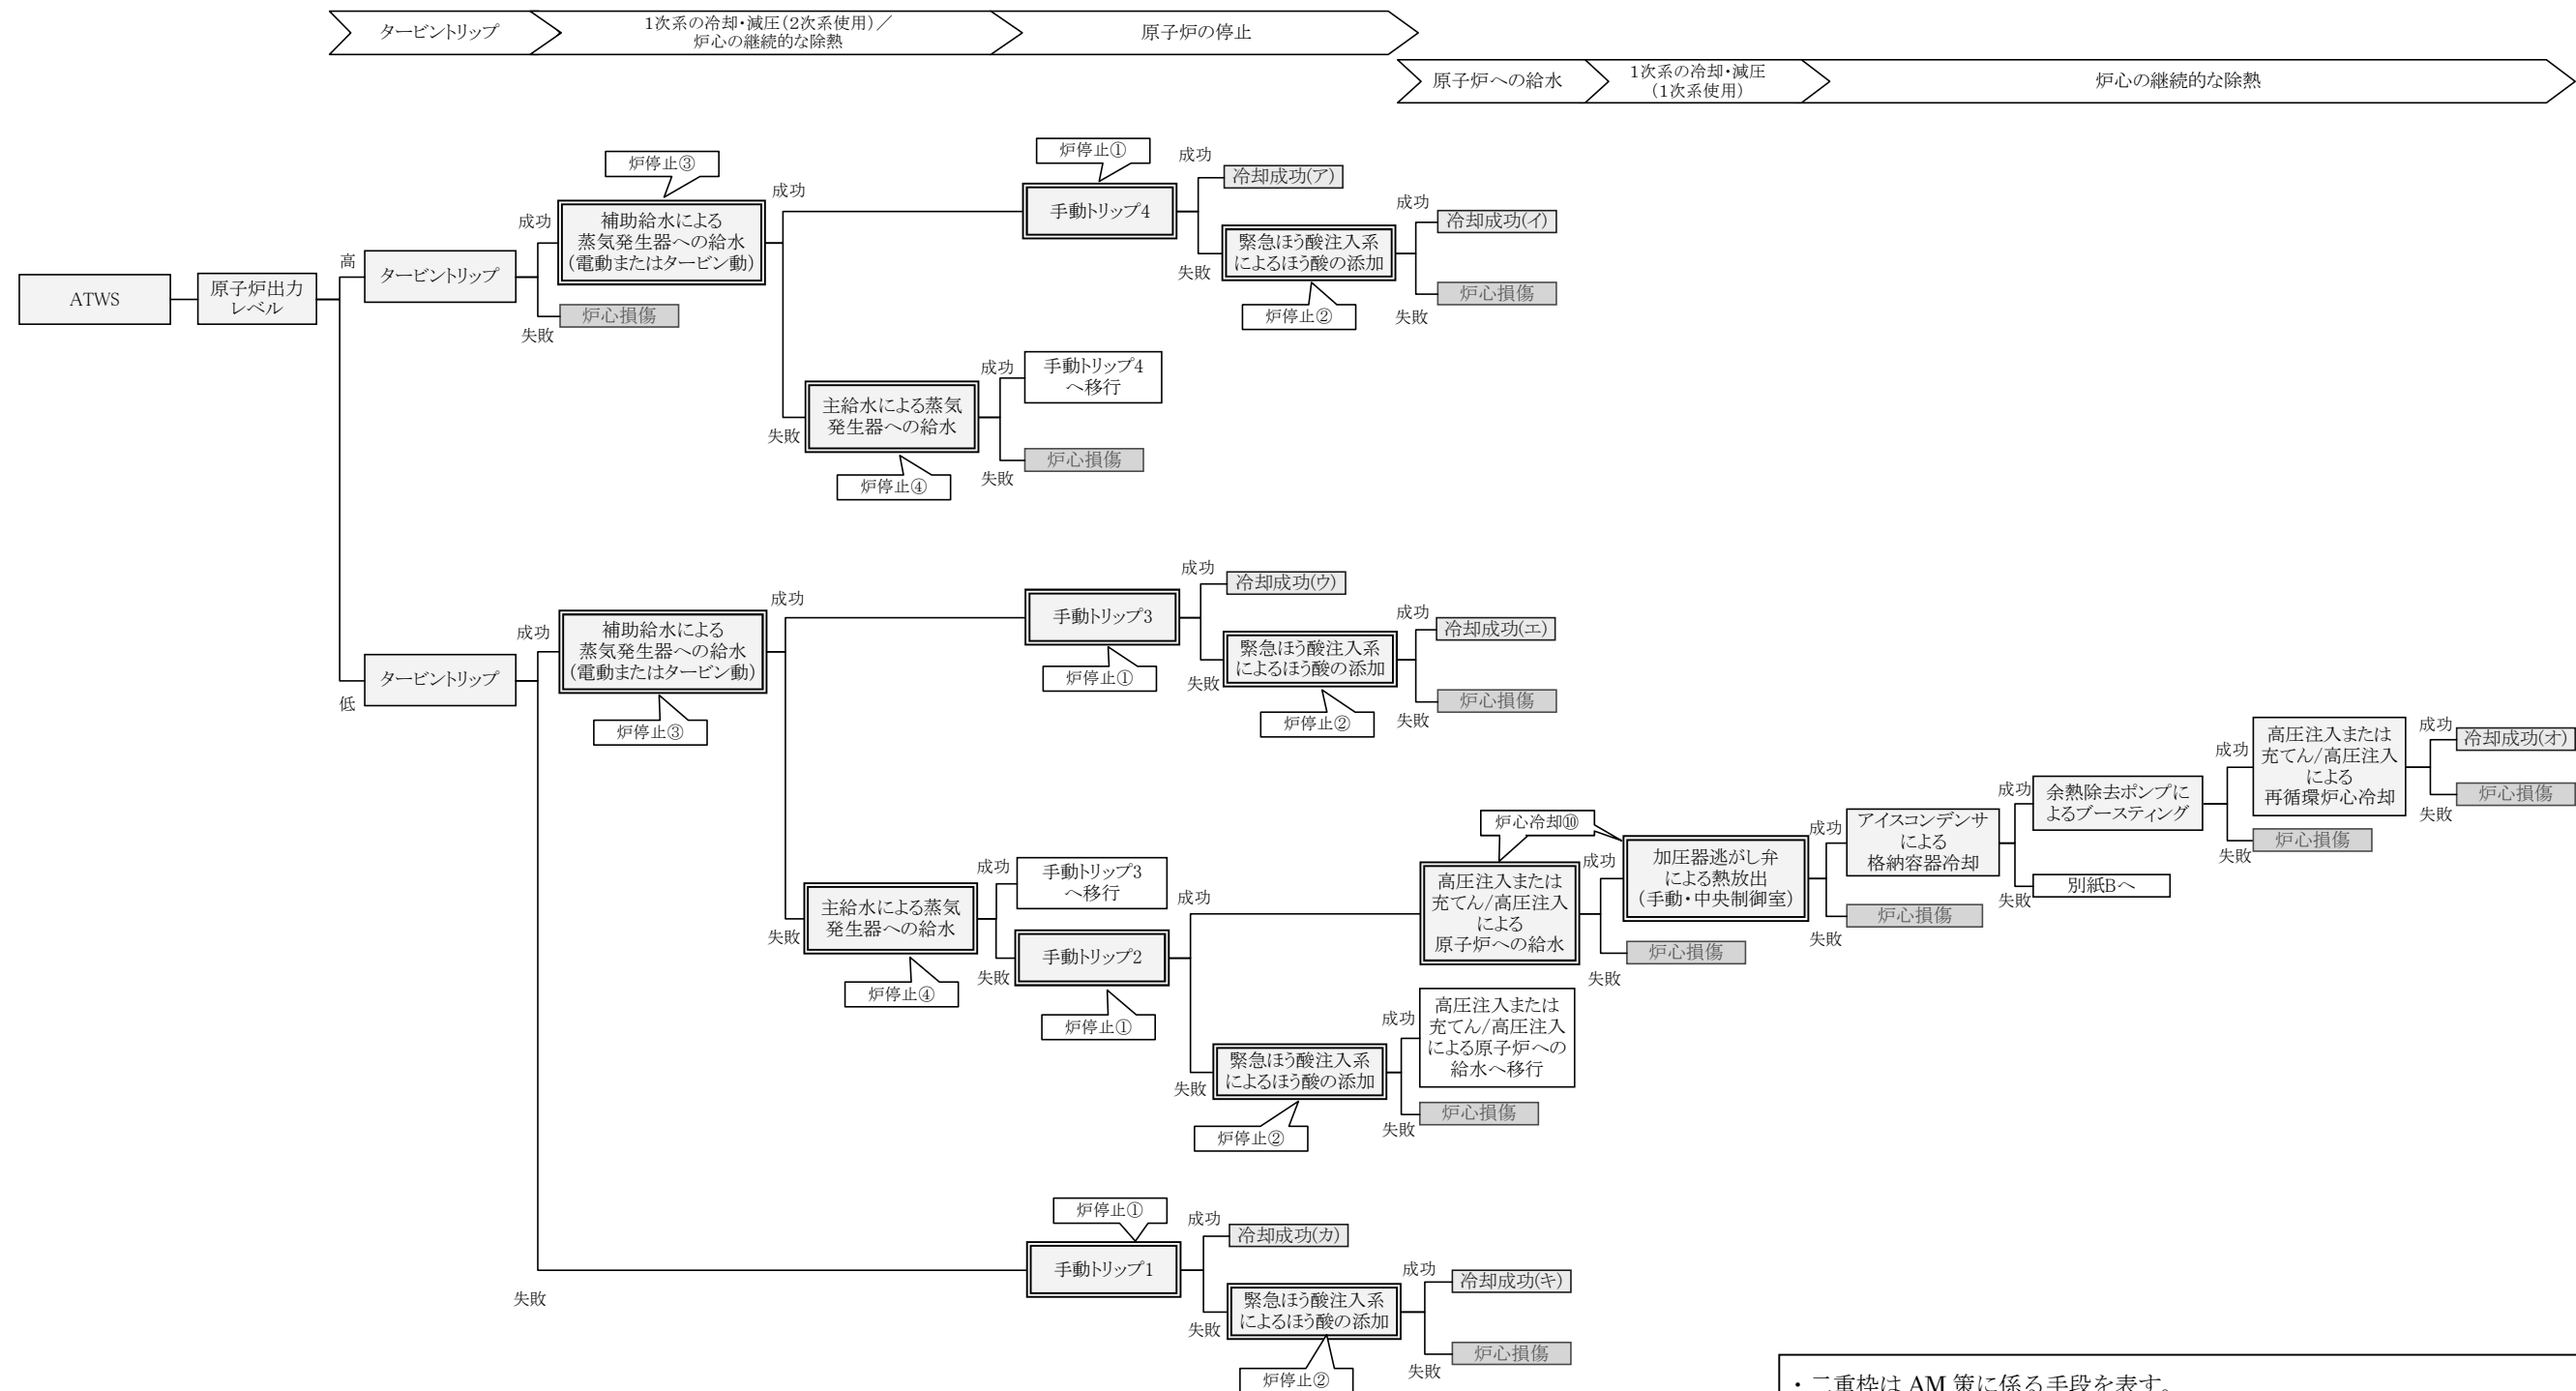 タービントリップ
1次系の冷却・減圧（2次系使用）／
炉心の継続的な除熱
原子炉の停止
原子炉への給水
1次系の冷却・減圧
（1次系使用）
炉心の継続的な除熱
ATWS
原子炉出力
レベル
高
タービントリップ
成功
失敗
炉心損傷
炉停止③
補助給水による
蒸気発生器への給水
（電動またはタービン動）
成功
失敗
炉停止①
手動トリップ4
成功
冷却成功(ア)
失敗
緊急ほう酸注入系
によるほう酸の添加
炉停止②
成功
冷却成功(イ)
炉心損傷
失敗
主給水による蒸気
発生器への給水
炉停止④
成功
手動トリップ4
へ移行
炉心損傷
失敗
低
タービントリップ
成功
補助給水による
蒸気発生器への給水
（電動またはタービン動）
炉停止③
成功
失敗
手動トリップ3
炉停止①
成功
冷却成功(ウ)
失敗
緊急ほう酸注入系
によるほう酸の添加
炉停止②
成功
冷却成功(エ)
炉心損傷
失敗
主給水による蒸気
発生器への給水
炉停止④
成功
手動トリップ3
へ移行
失敗
手動トリップ2
炉停止①
成功
炉心冷却⑩
高圧注入または
充てん/高圧注入
による
原子炉への給水
成功
加圧器逃がし弁
による熱放出
（手動・中央制御室）
炉心損傷
失敗
成功
アイスコンデンサ
による
格納容器冷却
炉心損傷
失敗
成功
余熱除去ポンプに
よるブースティング
別紙Bへ
失敗
成功
高圧注入または
充てん/高圧注入
による
再循環炉心冷却
炉心損傷
失敗
成功
冷却成功(オ)
炉心損傷
失敗
失敗
緊急ほう酸注入系
によるほう酸の添加
炉停止②
成功
高圧注入または
充てん/高圧注入
による原子炉への
給水へ移行
炉心損傷
失敗
失敗
炉停止①
手動トリップ1
成功
冷却成功(カ)
失敗
緊急ほう酸注入系
によるほう酸の添加
炉停止②
成功
冷却成功(キ)
炉心損傷
失敗
・二重枠は AM 策に係る手段を表す。